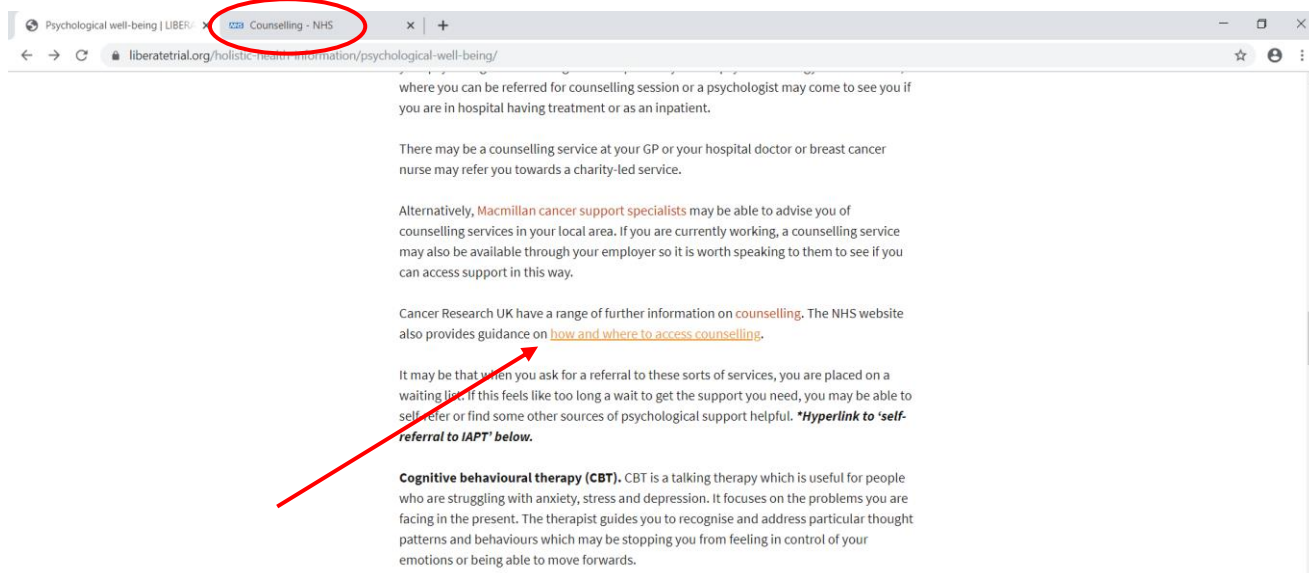 Psychological well-being | LIBER
NHS Counselling - NHS
liberatetrial.org/holistic-health-information/psychological-well-being/
where you can be referred for counselling session or a psychologist may come to see you if
you are in hospital having treatment or as an inpatient.
There may be a counselling service at your GP or your hospital doctor or breast cancer
nurse may refer you towards a charity-led service.
Alternatively, Macmillan cancer support specialists may be able to advise you of
counselling services in your local area. If you are currently working, a counselling service
may also be available through your employer so it is worth speaking to them to see if you
can access support in this way.
Cancer Research UK have a range of further information on counselling. The NHS website
also provides guidance on how and where to access counselling.
It may be that when you ask for a referral to these sorts of services, you are placed on a
waiting list. If this feels like too long a wait to get the support you need, you may be able to
self-refer or find some other sources of psychological support helpful. *Hyperlink to ‘self-
referral to IAPT’ below.
Cognitive behavioural therapy (CBT). CBT is a talking therapy which is useful for people
who are struggling with anxiety, stress and depression. It focuses on the problems you are
facing in the present. The therapist guides you to recognise and address particular thought
patterns and behaviours which may be stopping you from feeling in control of your
emotions or being able to move forwards.